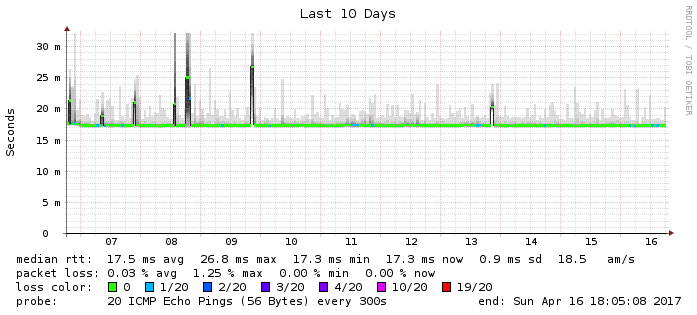 Last 10 Days
RRDTOOL / TOBI OETIKER
Seconds
30 m
25 m
20 m
15 m
10 m
5 m
0
07 08 09 10 11 12 13 14 15 16
median rtt: 17.5 ms avg 26.8 ms max 17.3 ms min 17.3 ms now 0.9 ms sd 18.5 am/s
packet loss: 0.03 % avg 1.25 % max 0.00 % min 0.00 % now
loss color: 0 1/20 2/20 3/20 4/20 10/20 19/20
probe: 20 ICMP Echo Pings (56 Bytes) every 300s end: Sun Apr 16 18:05:08 2017